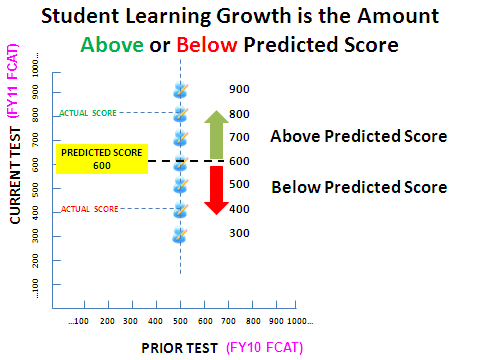 Student Learning Growth is the Amount
Above or Below Predicted Score
CURRENT TEST (FY11 FCAT)
1000...
900
800
700
600
500
400
300
200
...100
ACTUAL SCORE
PREDICTED SCORE
600
ACTUAL SCORE
900
800
700
600
500
400
300
Above Predicted Score
Below Predicted Score
...100 200 300 400 500 600 700 800 900 1000...
PRIOR TEST (FY10 FCAT)